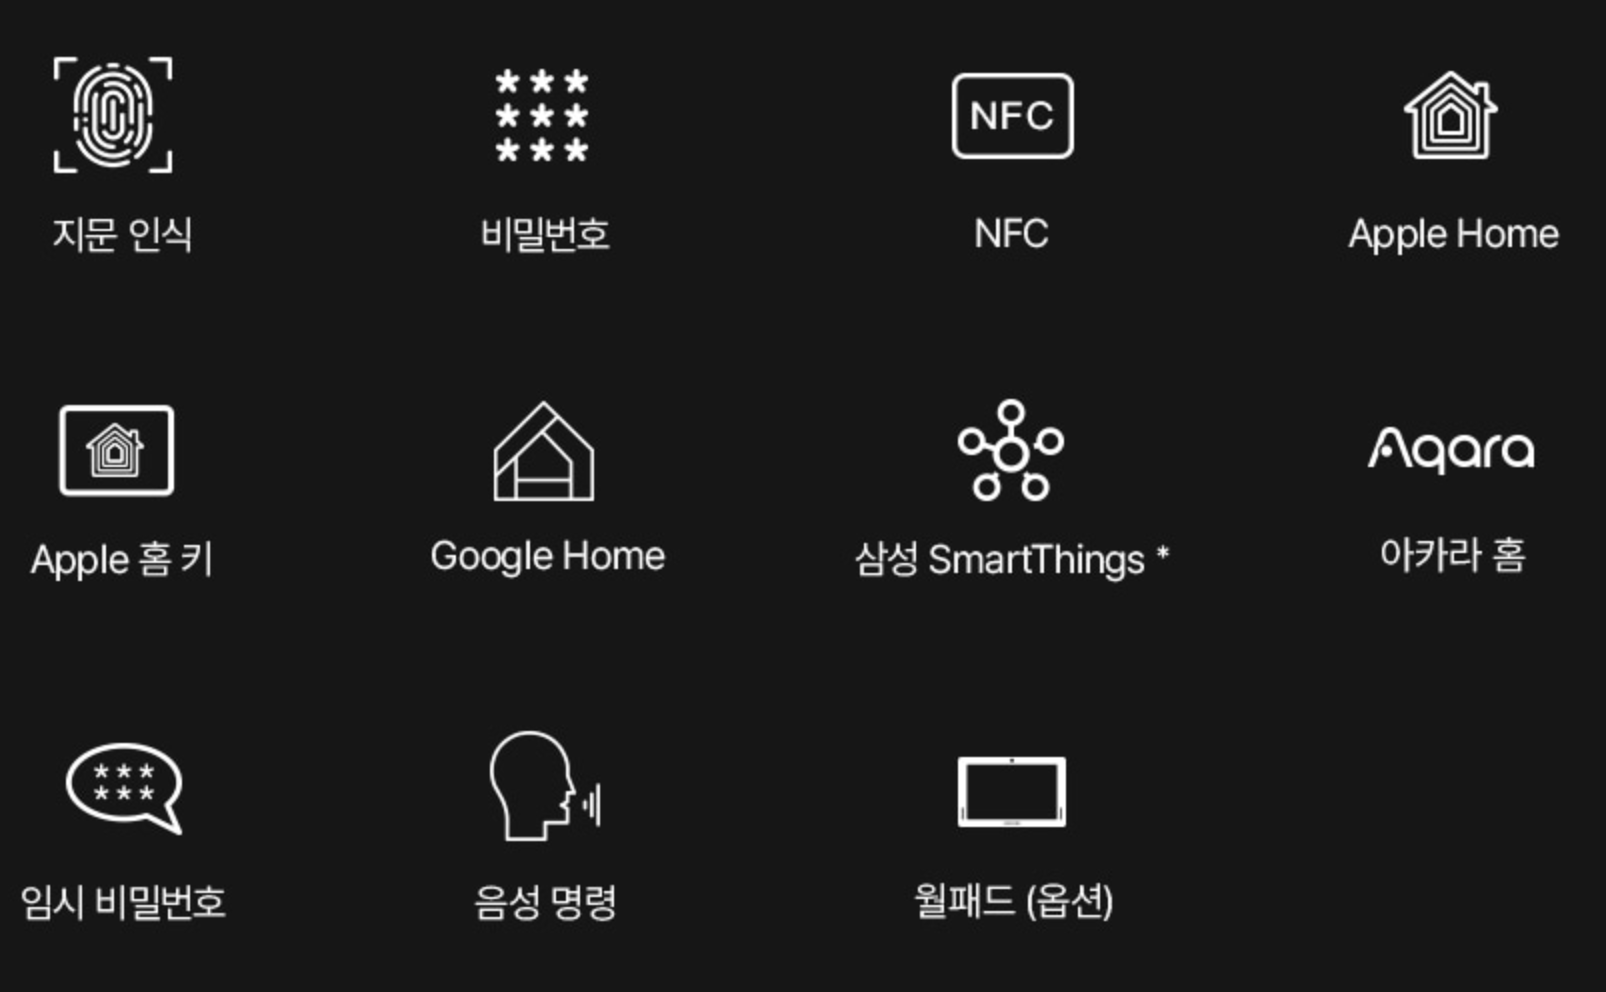 NFC
지문 인식
비밀번호
NFC
Apple Home
Aqara
Apple 홈 키
Google Home
삼성 SmartThings *
아카라 홈
***
***
임시 비밀번호
음성 명령
월패드 (옵션)